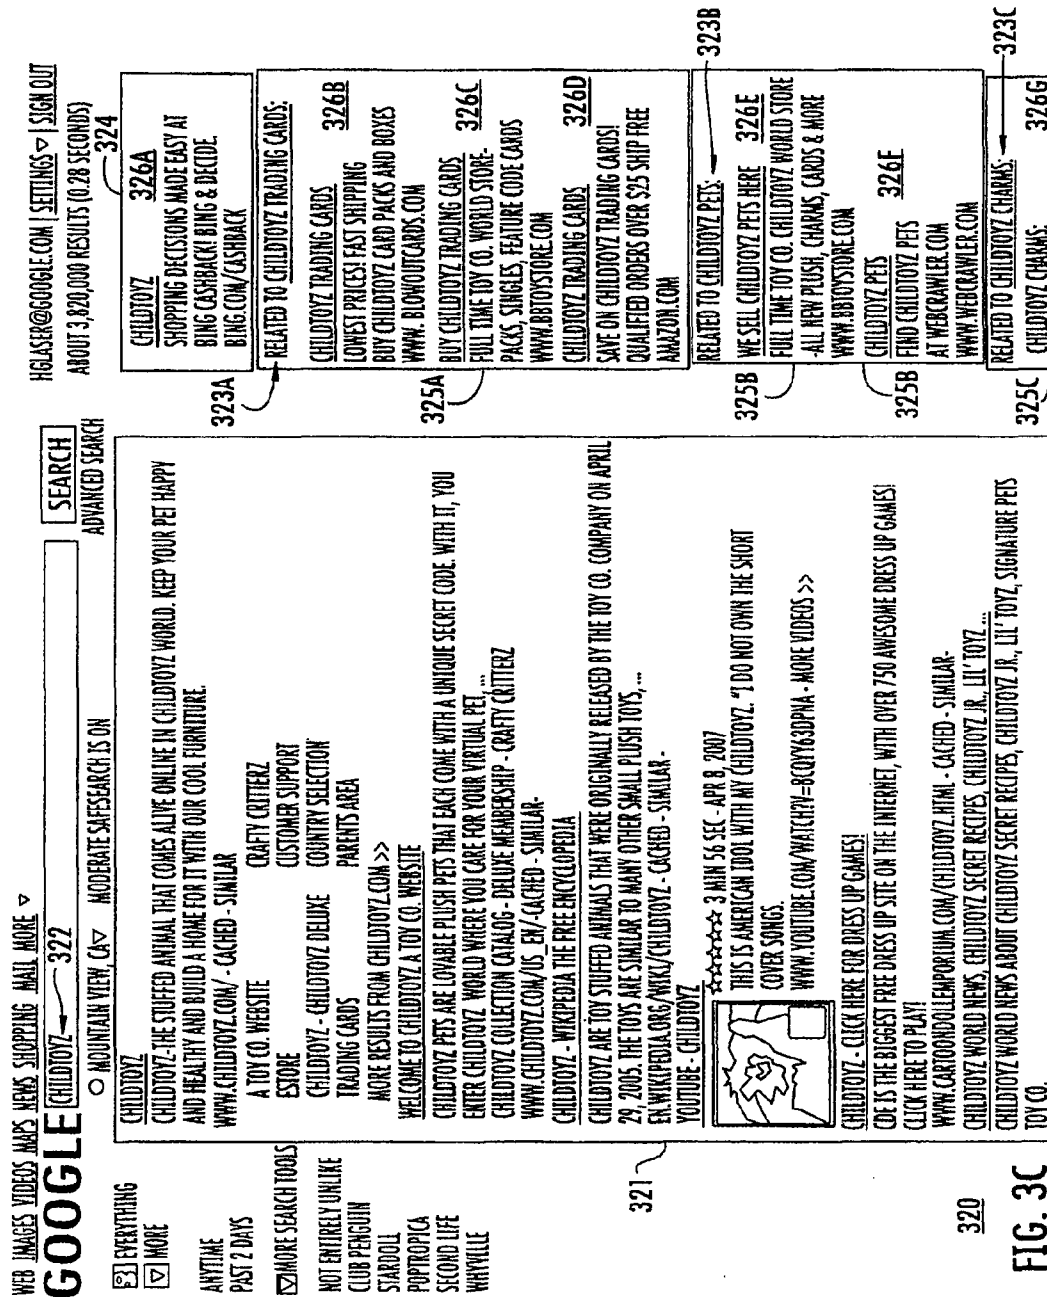 WEB IMAGES VIDEOS MAPS NEWS SHOPPING MAIL MORE ▽
HGLASER@GOOGLE.COM | SETTINGS ▽ | SIGN OUT
GOOGLE
CHILDTOYZ
322
SEARCH
ABOUT 3,820,000 RESULTS (0.28 SECONDS)
MOUNTAIN VIEW, CA ▽ MODERATE SAFESEARCH IS ON
ADVANCED SEARCH
EVERYTHING
MORE
ANYTIME
PAST 2 DAYS
MORE SEARCH TOOLS
NOT ENTIRELY UNLIKE
CLUB PENGUIN
STARDOLL
POPTROPICA
SECOND LIFE
WHYVILLE
CHILDTOYZ
CHILDTOYZ-THE STUFFED ANIMAL THAT COMES ALIVE ONLINE IN CHILDTOYZ WORLD. KEEP YOUR PET HAPPY
AND HEALTHY AND BUILD A HOME FOR IT WITH OUR COOL FURNITURE.
WWW.CHILDTOYZ.COM/ - CACHED - SIMILAR
A TOY CO. WEBSITE CRAFTY CRITTERZ
ESTORE CUSTOMER SUPPORT
CHILDTOYZ - CHILDTOYZ DELUXE COUNTRY SELECTION
TRADING CARDS PARENTS AREA
MORE RESULTS FROM CHILDTOYZ.COM >>
WELCOME TO CHILDTOYZ A TOY CO. WEBSITE
CHILDTOYZ PETS ARE LOVABLE PLUSH PETS THAT EACH COME WITH A UNIQUE SECRET CODE. WITH IT, YOU
ENTER CHILDTOYZ WORLD WHERE YOU CARE FOR YOUR VIRTUAL PET, ...
CHILDTOYZ COLLECTION CATALOG - DELUXE MEMBERSHIP - CRAFTY CRITTERZ
WWW.CHILDTOYZ.COM/US_EN/-CACHED - SIMILAR-
CHILDTOYZ - WIKIPEDIA THE FREE ENCYCLOPEDIA
CHILDTOYZ ARE TOY STUFFED ANIMALS THAT WERE ORIGINALLY RELEASED BY THE TOY CO. COMPANY ON APRIL
29, 2005. THE TOYS ARE SIMILAR TO MANY OTHER SMALL PLUSH TOYS, ...
EN.WIKIPEDIA.ORG/WIKS/CHILDTOYZ - CACHED - SIMILAR-
YOUTUBE - CHILDTOYZ
☆☆☆☆☆ 3 MIN 56 SEC - APR 8, 2007
THIS IS AMERICAN IDOL WITH MY CHILDTOYZ. "I DO NOT OWN THE SHORT
COVER SONGS.
WWW.YOUTUBE.COM/WATCH?V=BCQYY63DPNA - MORE VIDEOS >>
CHILDTOYZ - CLICK HERE FOR DRESS UP GAMES!
CDE IS THE BIGGEST FREE DRESS UP SITE ON THE INTERNET, WITH OVER 750 AWESOME DRESS UP GAMES!
CLICK HERE TO PLAY!
WWW.CARTOONDOLLEMPORIUM.COM/CHILDTOYZ.HTML - CACHED - SIMILAR-
CHILDTOYZ WORLD NEWS, CHILDTOYZ SECRET RECIPES, CHILDTOYZ JR., LIL' TOYZ ...
CHILDTOYZ WORLD NEWS ABOUT CHILDTOYZ SECRET RECIPES, CHILDTOYZ JR., LIL' TOYZ, SIGNATURE PETS
TOY CO.
321
324
CHILDTOYZ 326A
SHOPPING DECISIONS MADE EASY AT
BING CASHBACK! BING & DECIDE.
BING.COM/CASHBACK
323A
RELATED TO CHILDTOYZ TRADING CARDS:
CHILDTOYZ TRADING CARDS 326B
LOWEST PRICES! FAST SHIPPING
BUY CHILDTOYZ CARD PACKS AND BOXES
WWW. BLOWOUTCARDS.COM
325A
BUY CHILDTOYZ TRADING CARDS 326C
FULL TIME TOY CO. WORLD STORE-
PACKS, SINGLES, FEATURE CODE CARDS
WWW.BBTOYSTORE.COM
CHILDTOYZ TRADING CARDS 326D
SAVE ON CHILDTOYZ TRADING CARDS!
QUALIFIED ORDERS OVER $25 SHIP FREE
AMAZON.COM
323B
RELATED TO CHILDTOYZ PETS:
WE SELL CHILDTOYZ PETS HERE 326E
FULL TIME TOY CO. CHILDTOYZ WORLD STORE
-ALL NEW PLUSH, CHARMS, CARDS & MORE
WWW.BBTOYSTORE.COM
325B
CHILDTOYZ PETS 326F
FIND CHILDTOYZ PETS
AT WEBCRAWLER.COM
WWW.WEBCRAWLER.COM
325B
323C
RELATED TO CHILDTOYZ CHARMS:
CHILDTOYZ CHAMS: 326G
325C
320
FIG. 3C